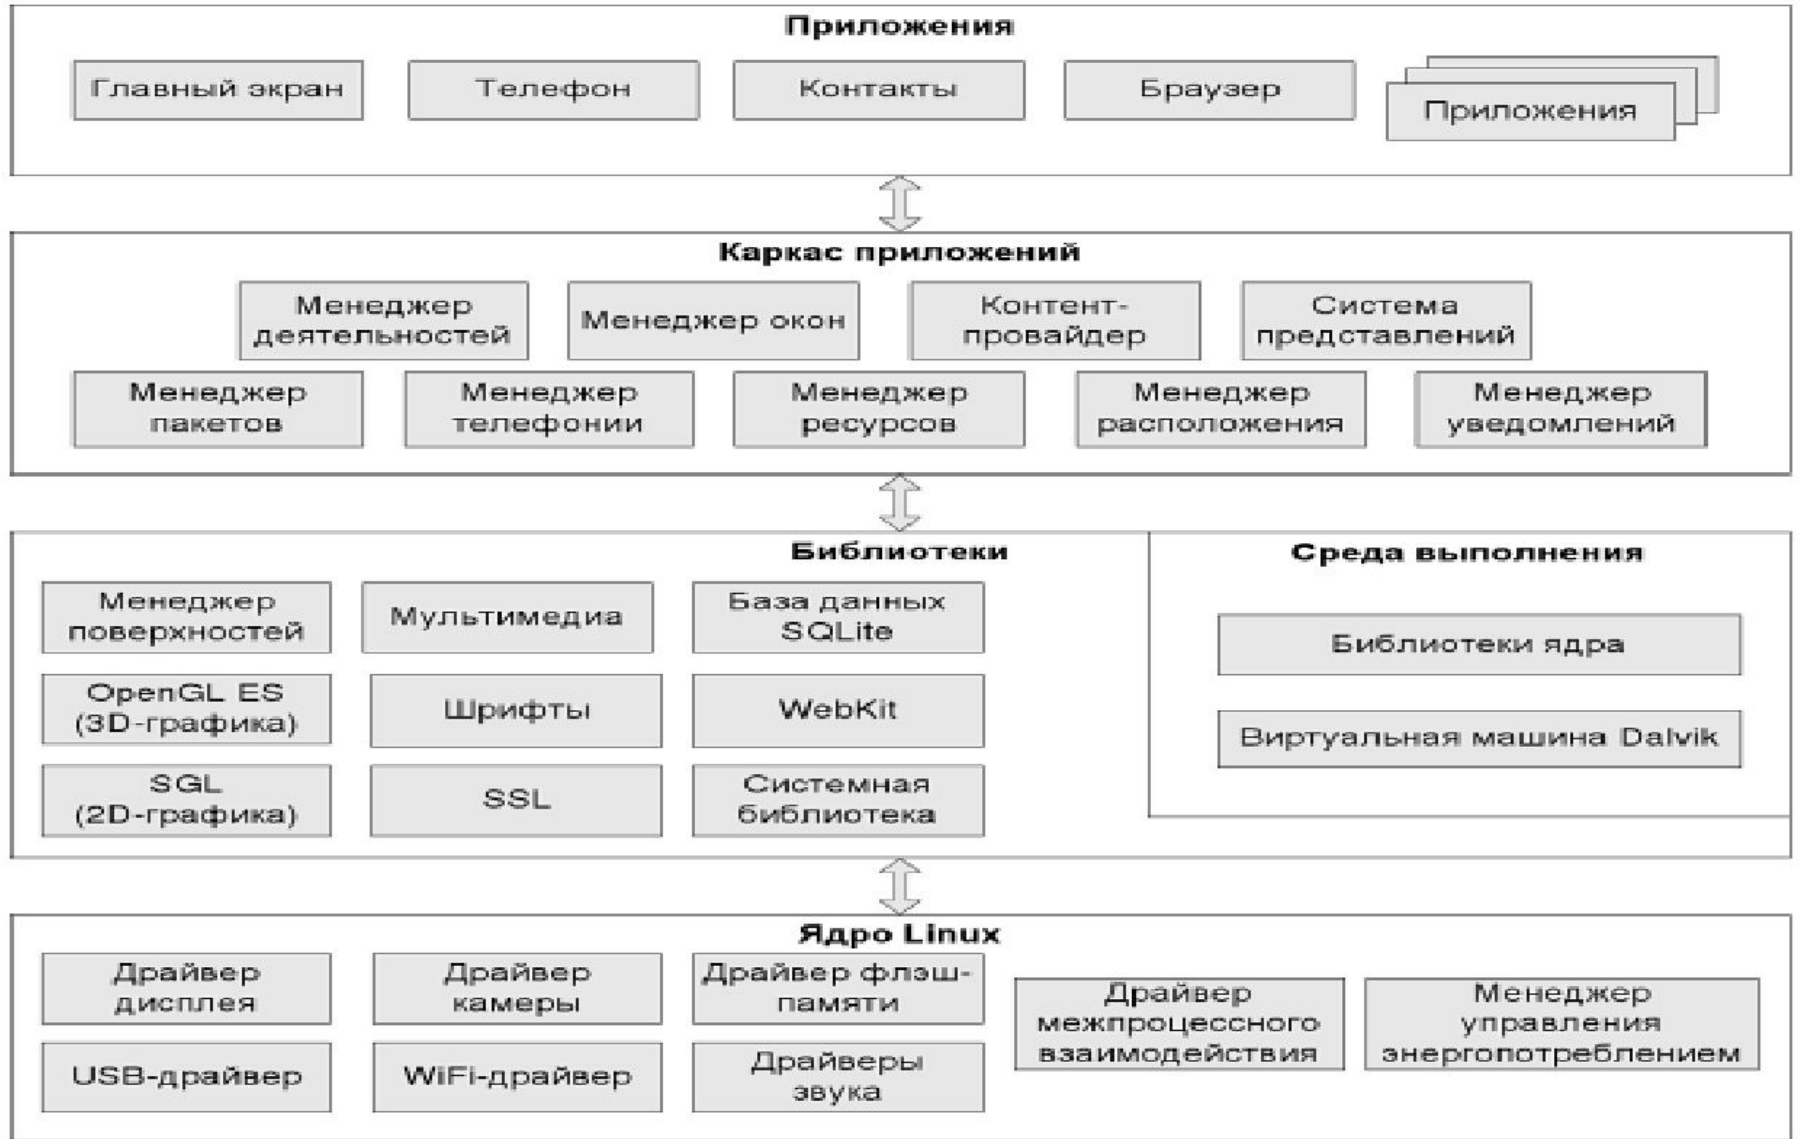 Приложения
Главный экран
Телефон
Контакты
Браузер
Приложения
Каркас приложений
Менеджер
деятельностей
Менеджер окон
Контент-
провайдер
Система
представлений
Менеджер
пакетов
Менеджер
телефонии
Менеджер
ресурсов
Менеджер
расположения
Менеджер
уведомлений
Библиотеки
Менеджер
поверхностей
Мультимедиа
База данных
SQLite
OpenGL ES
(3D-графика)
Шрифты
WebKit
SGL
(2D-графика)
SSL
Системная
библиотека
Среда выполнения
Библиотеки ядра
Виртуальная машина Dalvik
Ядро Linux
Драйвер
дисплея
Драйвер
камеры
Драйвер флэш-
памяти
Драйвер
межпроцессного
взаимодействия
Менеджер
управления
энергопотреблением
USB-драйвер
WiFi-драйвер
Драйверы
звука